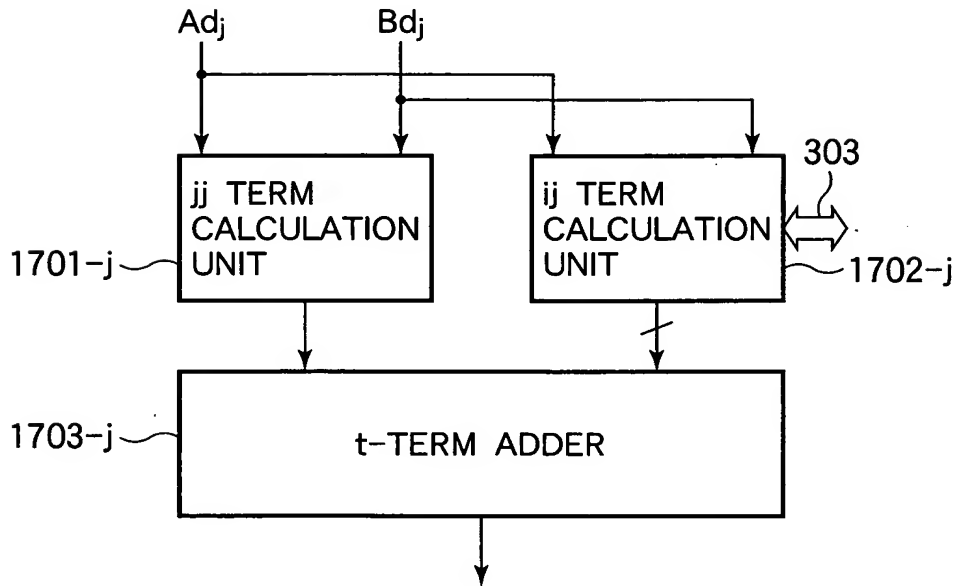 Adj Bdj
303
jj TERM
CALCULATION
UNIT
ij TERM
CALCULATION
UNIT
1701-j
1702-j
1703-j
t-TERM ADDER